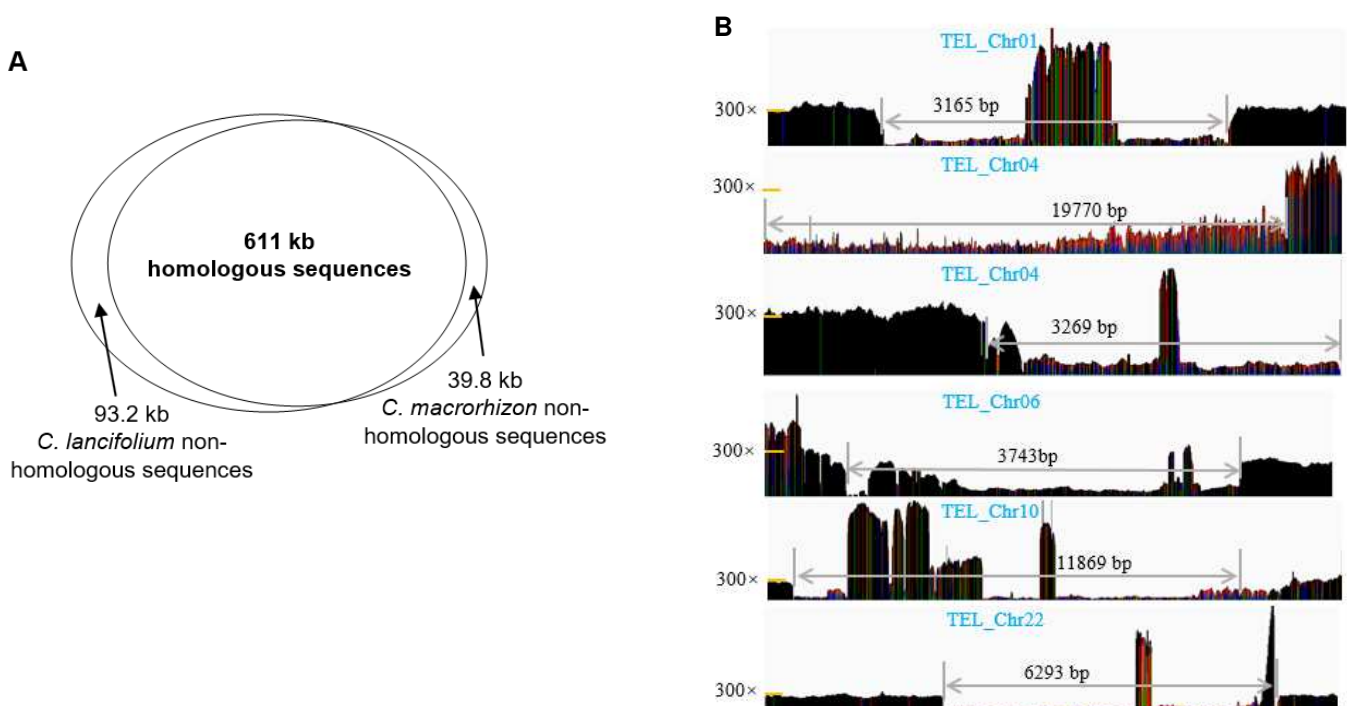 A
611 kb
homologous sequences
93.2 kb
C. lancifolium non-
homologous sequences
39.8 kb
C. macrorhizon non-
homologous sequences
B
TEL_Chr01
300×
3165 bp
TEL_Chr04
300×
19770 bp
TEL_Chr04
300×
3269 bp
TEL_Chr06
300×
3743bp
TEL_Chr10
300×
11869 bp
TEL_Chr22
300×
6293 bp